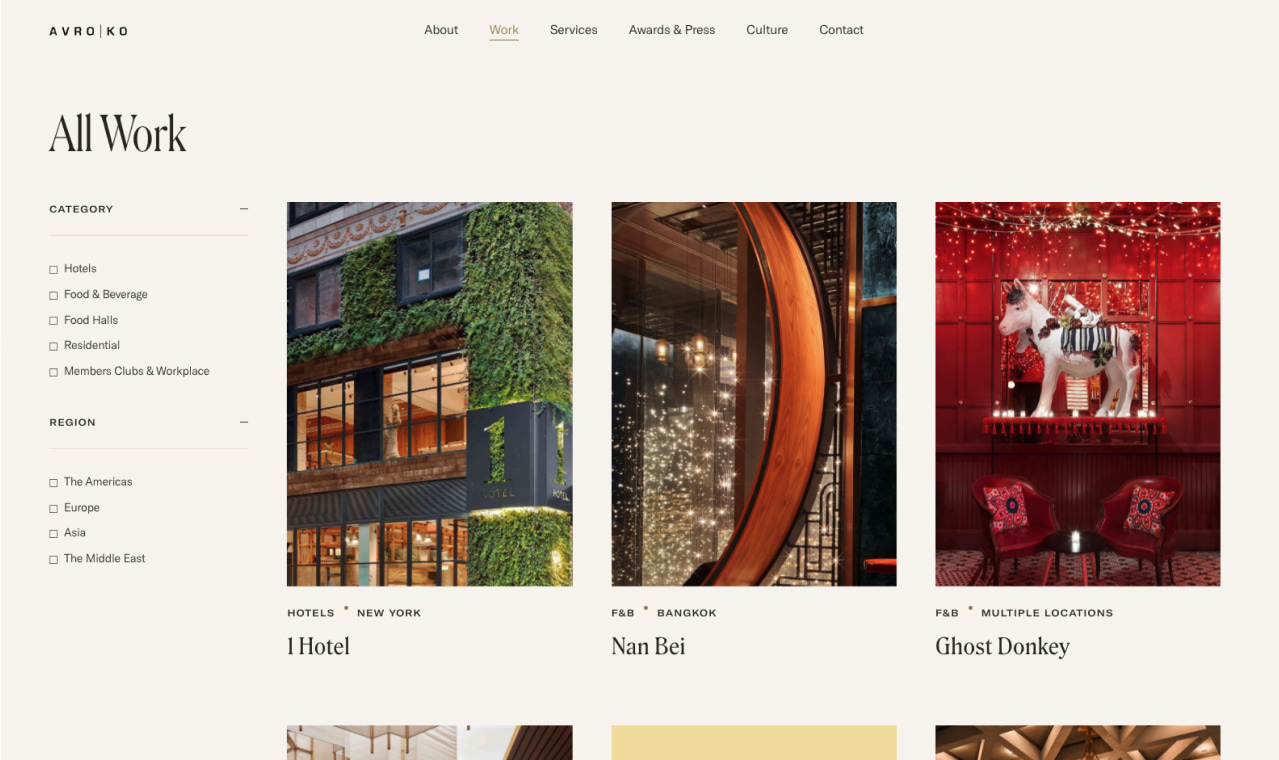 AVRO|KO
About
Work
Services
Awards & Press
Culture
Contact
All Work
CATEGORY
Hotels
Food & Beverage
Food Halls
Residential
Members Clubs & Workplace
REGION
The Americas
Europe
Asia
The Middle East
1
HOTEL
HOTEL
HOTELS • NEW YORK
1 Hotel
F&B • BANGKOK
Nan Bei
F&B • MULTIPLE LOCATIONS
Ghost Donkey